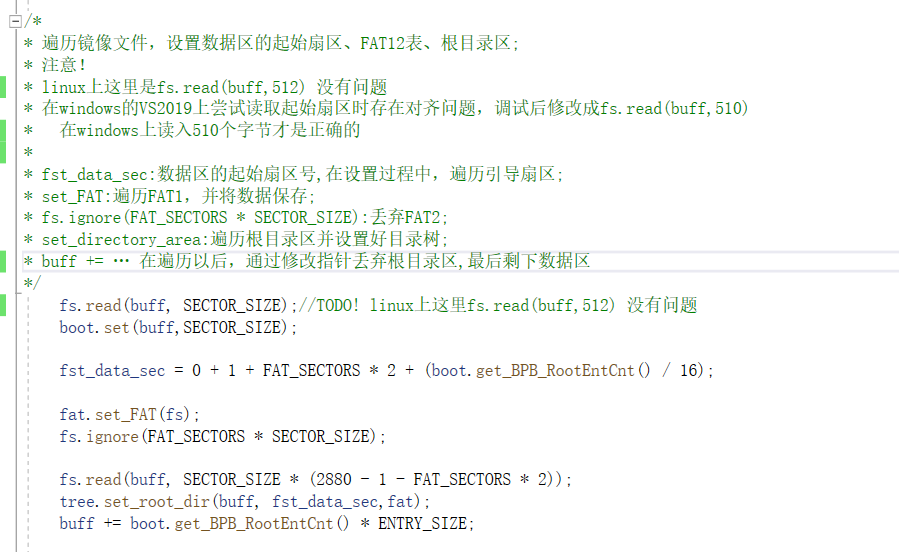 /*
* 遍历镜像文件，设置数据区的起始扇区、FAT12表、根目录区;
* 注意!
* linux上这里是fs.read(buff,512) 没有问题
* 在windows的VS2019上尝试读取起始扇区时存在对齐问题，调试后修改成fs.read(buff,510)
*   在windows上读入510个字节才是正确的
*
* fst_data_sec:数据区的起始扇区号,在设置过程中，遍历引导扇区;
* set_FAT:遍历FAT1，并将数据保存;
* fs.ignore(FAT_SECTORS * SECTOR_SIZE):丢弃FAT2;
* set_directory_area:遍历根目录区并设置好目录树;
* buff += … 在遍历以后，通过修改指针丢弃根目录区,最后剩下数据区
*/
fs.read(buff, SECTOR_SIZE);//TODO! linux上这里fs.read(buff,512) 没有问题
boot.set(buff,SECTOR_SIZE);
fst_data_sec = 0 + 1 + FAT_SECTORS * 2 + (boot.get_BPB_RootEntCnt() / 16);
fat.set_FAT(fs);
fs.ignore(FAT_SECTORS * SECTOR_SIZE);
fs.read(buff, SECTOR_SIZE * (2880 - 1 - FAT_SECTORS * 2));
tree.set_root_dir(buff, fst_data_sec,fat);
buff += boot.get_BPB_RootEntCnt() * ENTRY_SIZE;